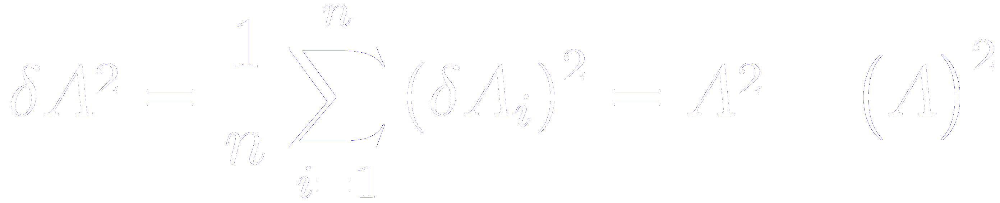 δΛ² = 1/n ∑_{i=1}^{n} (δΛ_i)² = Λ² (Λ)²